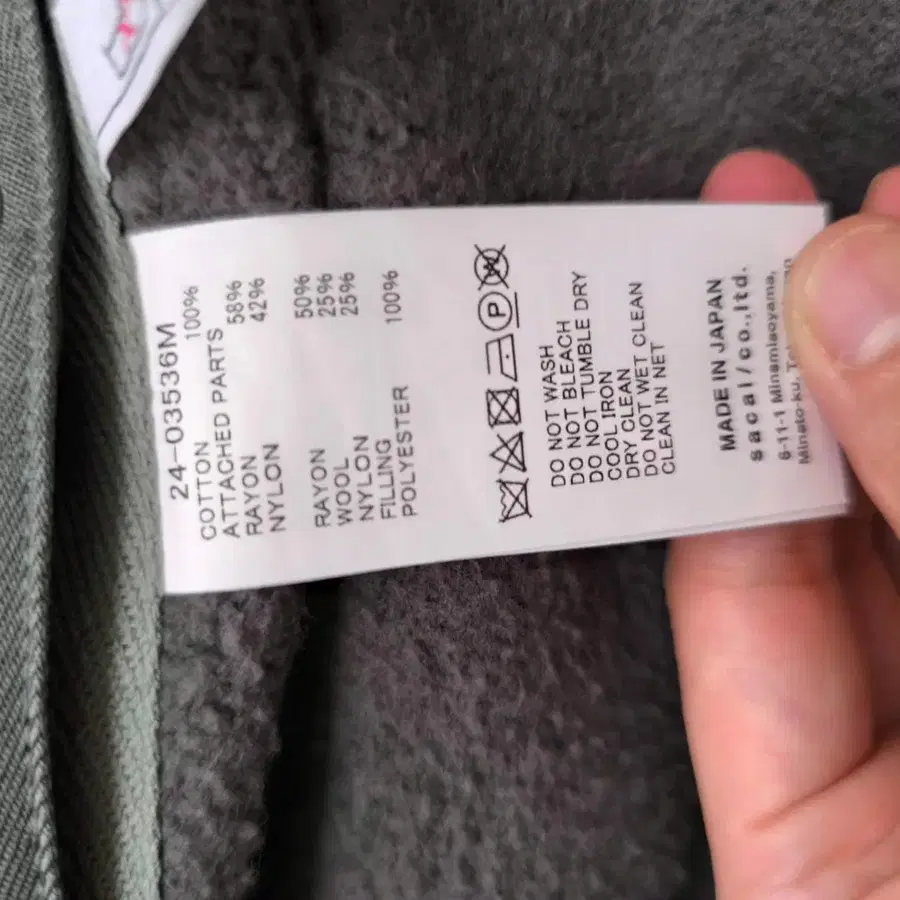 24-03536M
COTTON 100%
ATTACHED PARTS
RAYON 58%
NYLON 42%
RAYON 50%
WOOL 25%
NYLON 25%
FILLING
POLYESTER 100%
P
W
DO NOT WASH
DO NOT BLEACH
DO NOT TUMBLE DRY
COOL IRON
DRY CLEAN
DO NOT WET CLEAN
CLEAN IN NET
MADE IN JAPAN
sacai/co.,ltd.
6-11-1 Minamiaoyama,
Minato-ku,